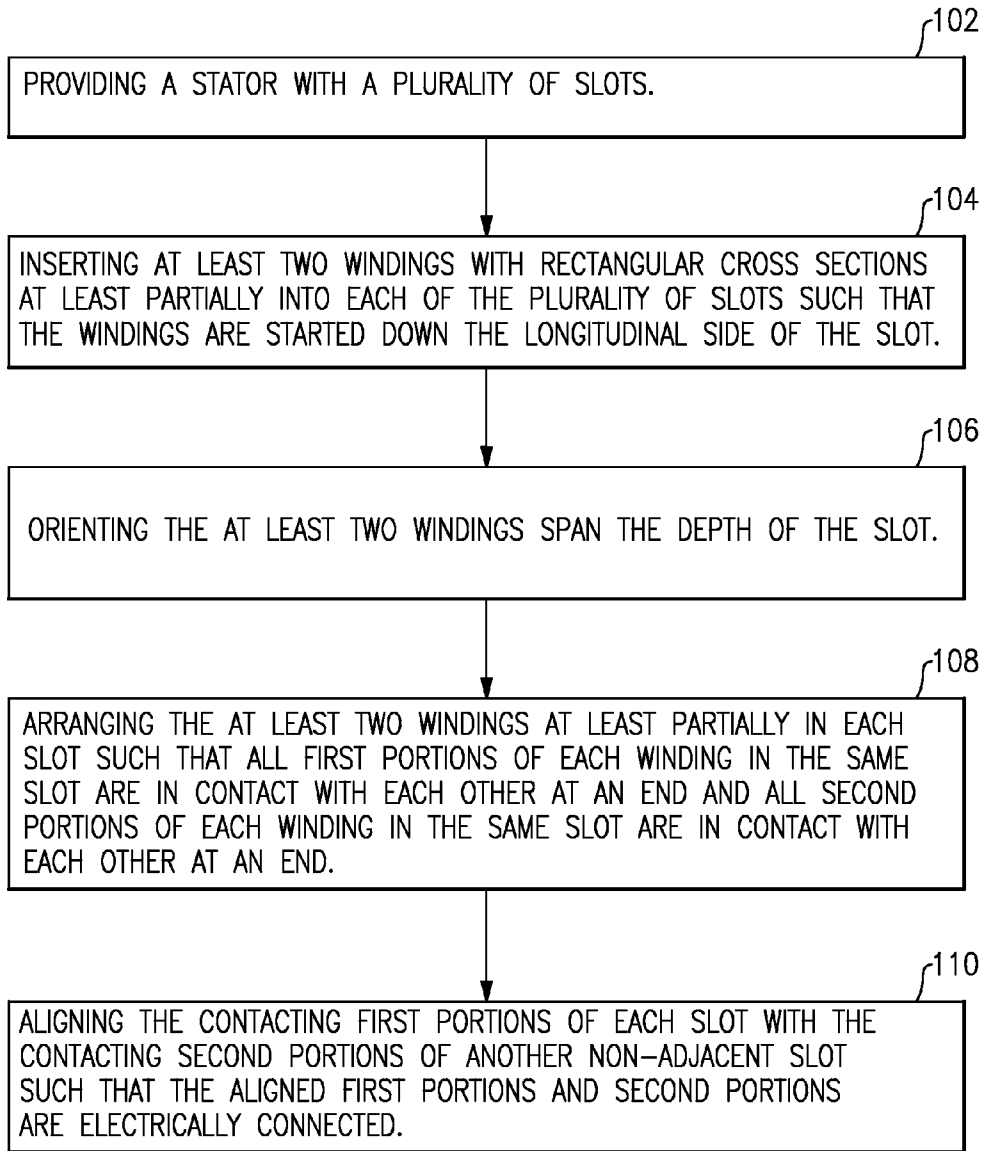 102
PROVIDING A STATOR WITH A PLURALITY OF SLOTS.
104
INSERTING AT LEAST TWO WINDINGS WITH RECTANGULAR CROSS SECTIONS
AT LEAST PARTIALLY INTO EACH OF THE PLURALITY OF SLOTS SUCH THAT
THE WINDINGS ARE STARTED DOWN THE LONGITUDINAL SIDE OF THE SLOT.
106
ORIENTING THE AT LEAST TWO WINDINGS SPAN THE DEPTH OF THE SLOT.
108
ARRANGING THE AT LEAST TWO WINDINGS AT LEAST PARTIALLY IN EACH
SLOT SUCH THAT ALL FIRST PORTIONS OF EACH WINDING IN THE SAME
SLOT ARE IN CONTACT WITH EACH OTHER AT AN END AND ALL SECOND
PORTIONS OF EACH WINDING IN THE SAME SLOT ARE IN CONTACT WITH
EACH OTHER AT AN END.
110
ALIGNING THE CONTACTING FIRST PORTIONS OF EACH SLOT WITH THE
CONTACTING SECOND PORTIONS OF ANOTHER NON-ADJACENT SLOT
SUCH THAT THE ALIGNED FIRST PORTIONS AND SECOND PORTIONS
ARE ELECTRICALLY CONNECTED.